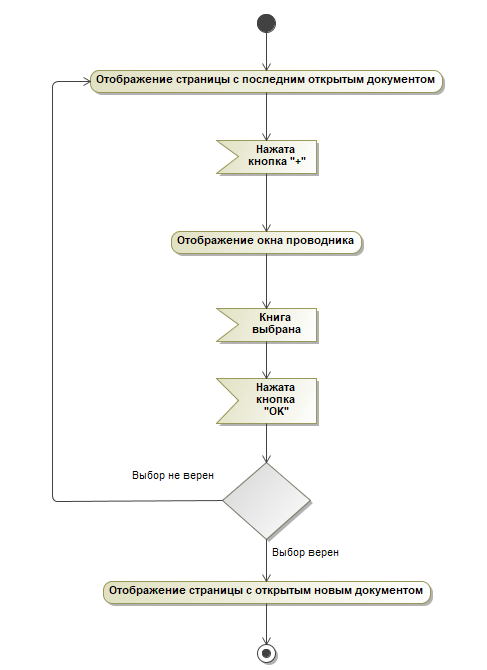 Отображение страницы с последним открытым документом
Нажата
кнопка "+"
Отображение окна проводника
Книга
выбрана
Нажата
кнопка
"ОК"
Выбор не верен
Выбор верен
Отображение страницы с открытым новым документом